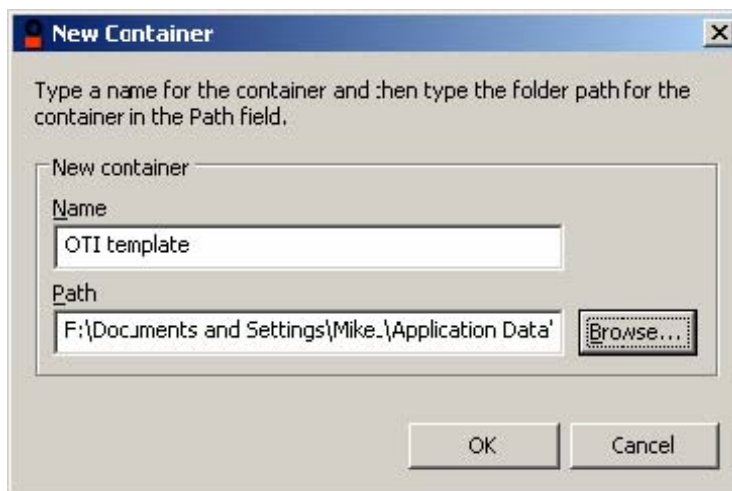 New Container
Type a name for the container and then type the folder path for the
container in the Path field.
New container
Name
OTI template
Path
F:\Documents and Settings\Mike_\Application Data'
Browse...
OK
Cancel